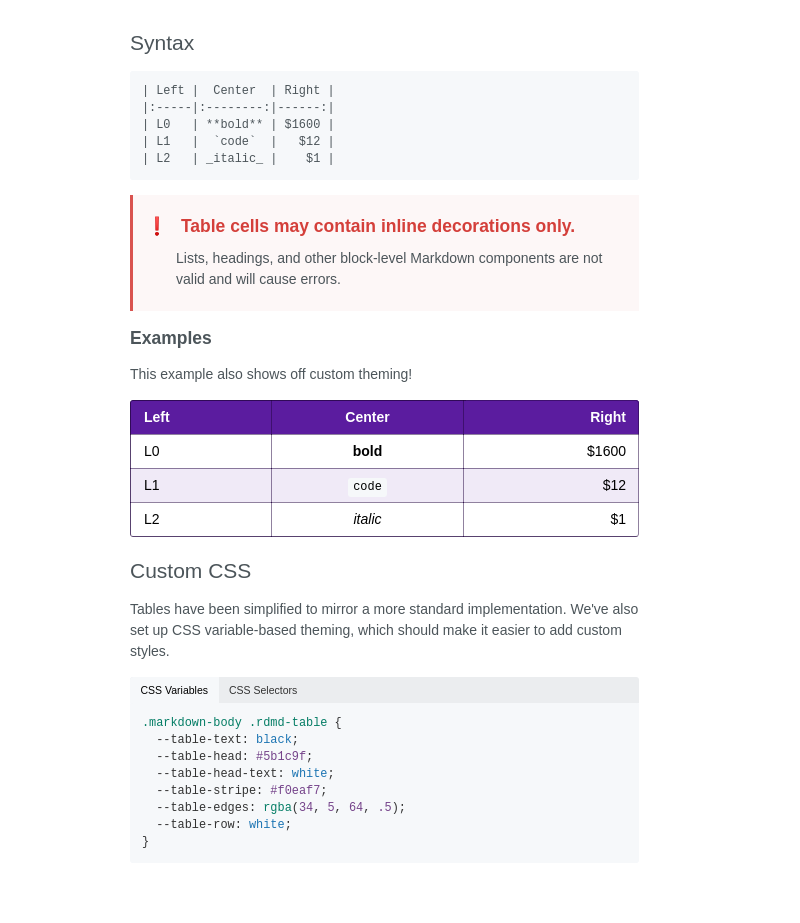 Syntax
| Left |  Center  | Right |
|:-----|:--------:|------:|
| L0   | **bold** | $1600 |
| L1   |  `code`  |   $12 |
| L2   | _italic_ |    $1 |
❗ Table cells may contain inline decorations only.
Lists, headings, and other block-level Markdown components are not
valid and will cause errors.
Examples
This example also shows off custom theming!
Left Center Right
L0 bold $1600
L1 code $12
L2 italic $1
Custom CSS
Tables have been simplified to mirror a more standard implementation. We've also
set up CSS variable-based theming, which should make it easier to add custom
styles.
CSS Variables CSS Selectors
.markdown-body .rdmd-table {
  --table-text: black;
  --table-head: #5b1c9f;
  --table-head-text: white;
  --table-stripe: #f0eaf7;
  --table-edges: rgba(34, 5, 64, .5);
  --table-row: white;
}